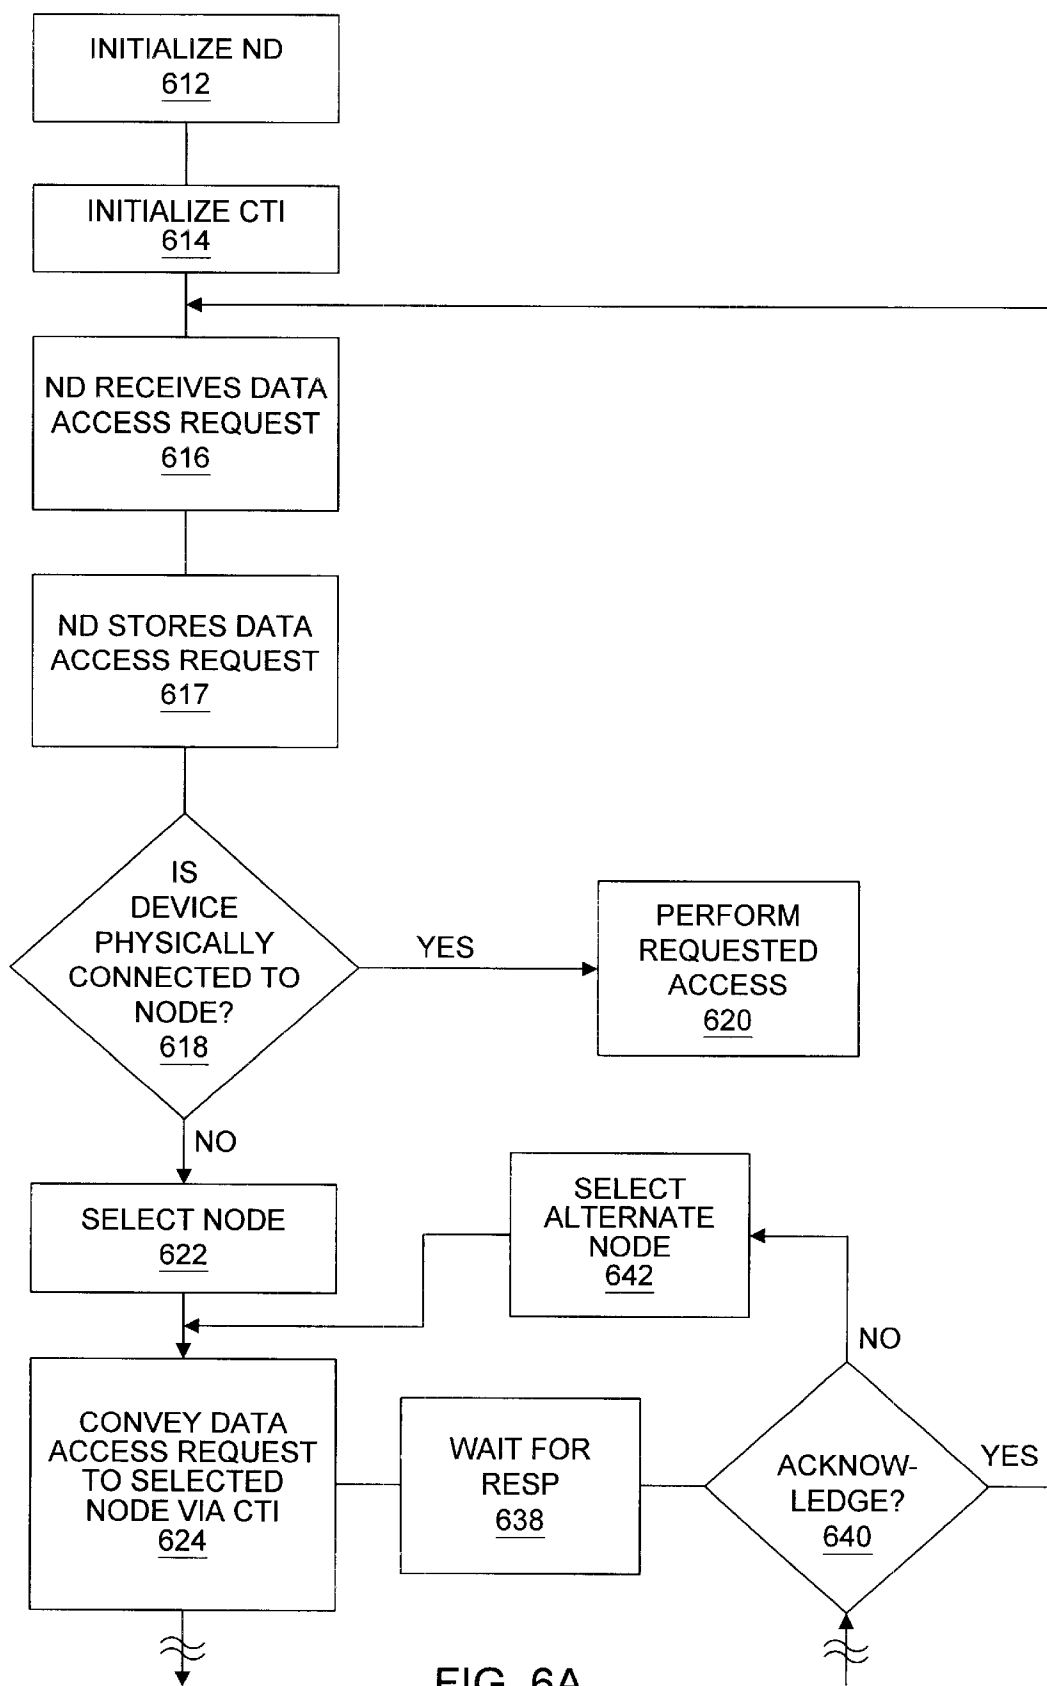 INITIALIZE ND
612
INITIALIZE CTI
614
ND RECEIVES DATA
ACCESS REQUEST
616
ND STORES DATA
ACCESS REQUEST
617
IS
DEVICE
PHYSICALLY
CONNECTED TO
NODE?
618
YES
PERFORM
REQUESTED
ACCESS
620
NO
SELECT NODE
622
SELECT
ALTERNATE
NODE
642
NO
CONVEY DATA
ACCESS REQUEST
TO SELECTED
NODE VIA CTI
624
WAIT FOR
RESP
638
ACKNOW-
LEDGE?
640
YES
FIG. 6A